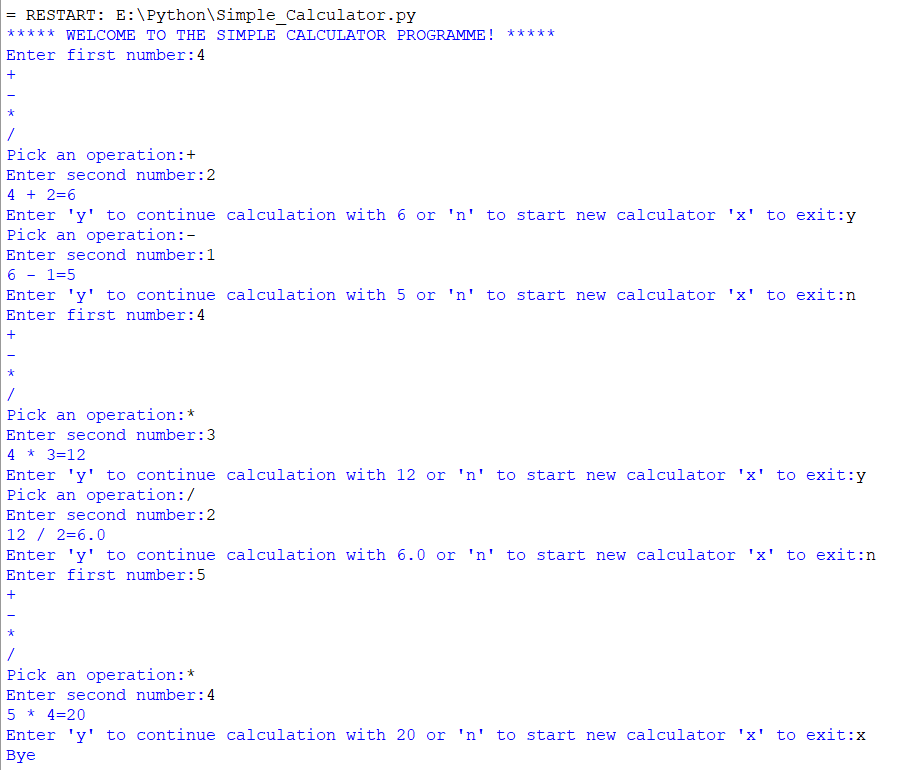 = RESTART: E:\Python\Simple_Calculator.py
***** WELCOME TO THE SIMPLE CALCULATOR PROGRAMME! *****
Enter first number:4
+
-
*
/
Pick an operation:+
Enter second number:2
4 + 2=6
Enter 'y' to continue calculation with 6 or 'n' to start new calculator 'x' to exit:y
Pick an operation:-
Enter second number:1
6 - 1=5
Enter 'y' to continue calculation with 5 or 'n' to start new calculator 'x' to exit:n
Enter first number:4
+
-
*
/
Pick an operation:*
Enter second number:3
4 * 3=12
Enter 'y' to continue calculation with 12 or 'n' to start new calculator 'x' to exit:y
Pick an operation:/
Enter second number:2
12 / 2=6.0
Enter 'y' to continue calculation with 6.0 or 'n' to start new calculator 'x' to exit:n
Enter first number:5
+
-
*
/
Pick an operation:*
Enter second number:4
5 * 4=20
Enter 'y' to continue calculation with 20 or 'n' to start new calculator 'x' to exit:x
Bye